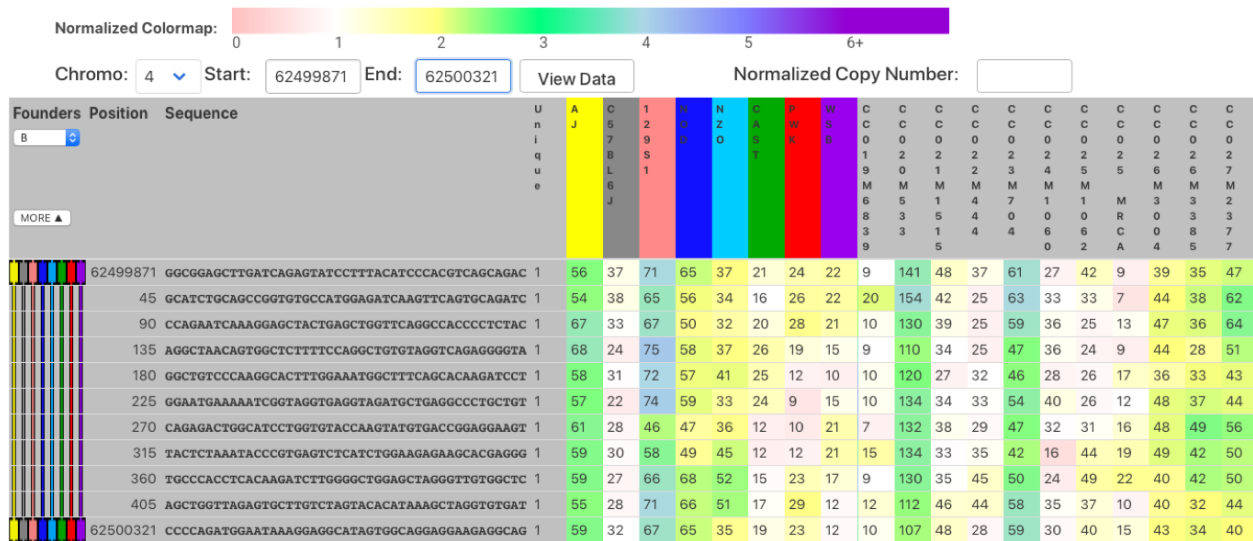 Normalized Colormap:
0 1 2 3 4 5 6+
Chromo: 4 Start: 62499871 End: 62500321 View Data Normalized Copy Number:
Founders Position Sequence Unique AJ C57BL6J 129S1 NOD NZO CAST PWK WSB CC019M6839 CC020M533 CC021M1515 CC022M44 CC023M704 CC024M1060 CC025M1062 CC025 MRCA CC026M304 CC026M385 CC027M2377
B
MORE ▲
62499871 GGCGGAGCTTGATCAGAGTATCCTTTACATCCCACGTCAGCAGAC 1 56 37 71 65 37 21 24 22 9 141 48 37 61 27 42 9 39 35 47
45 GCATCTGCAGCCGGTGTGCCATGGAGATCAAGTTCAGTGCAGATC 1 54 38 65 56 34 16 26 22 20 154 42 25 63 33 33 7 44 38 62
90 CCAGAATCAAAGGAGCTACTGAGCTGGTTCAGGCCACCCCTCTAC 1 67 33 67 50 32 20 28 21 10 130 39 25 59 36 25 13 47 36 64
135 AGGCTAACAGTGGCTCTTTTCCAGGCTGTGTAGGTCAGAGGGGTA 1 68 24 75 58 37 26 19 15 9 110 34 25 47 36 24 9 44 28 51
180 GGCTGTCCCAAGGCACTTTGGAAATGGCTTTCAGCACAAGATCCT 1 58 31 72 57 41 25 12 10 10 120 27 32 46 28 26 17 36 33 43
225 GGAATGAAAAATCGGTAGGTGAGGTAGATGCTGAGGCCCTGCTGT 1 57 22 74 59 33 24 9 15 10 134 34 33 54 40 26 12 48 37 44
270 CAGAGACTGGCATCCTGGTGTACCAAGTATGTGACCGGAGGAAGT 1 61 28 46 47 36 12 10 21 7 132 38 29 47 32 31 16 48 49 56
315 TACTCTAAATACCCGTGAGTCTCATCTGGAAGAGAAGCACGAGGG 1 59 30 58 49 45 12 12 21 15 134 33 35 42 16 44 19 49 42 50
360 TGCCCACCTCACAAGATCTTGGGGCTGGAGCTAGGGTTGTGGCTC 1 59 27 66 68 52 15 23 17 9 130 35 45 50 24 49 22 40 42 50
405 AGCTGGTTAGAGTGCTTGTCTAGTACACATAAAGCTAGGTGTGAT 1 55 28 71 66 51 17 29 12 12 112 46 44 58 35 37 10 40 32 44
62500321 CCCCAGATGGAATAAAGGAGGCATAGTGGCAGGAGGAAGAGGCAG 1 59 32 67 65 35 19 23 12 10 107 48 28 59 30 40 15 43 34 40